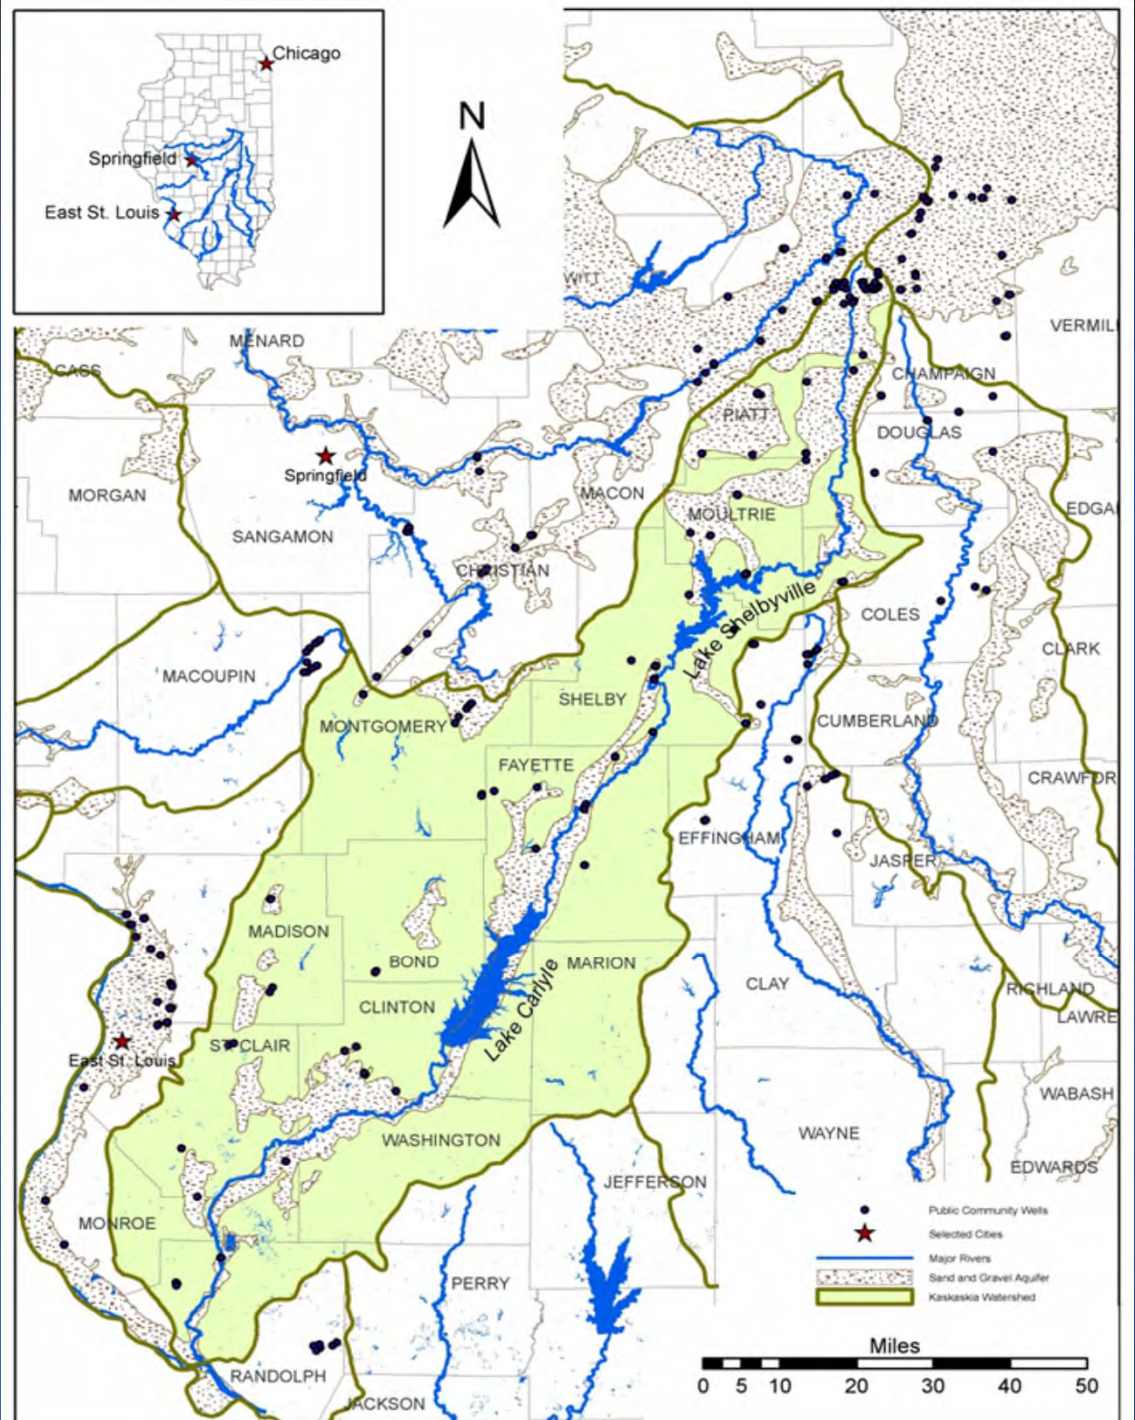 Chicago
Springfield
East St. Louis
N
WITT
VERMILI
MENARD
CASS
CHAMPAIGN
PIATT
DOUGLAS
Springfield
MORGAN
MACON
SANGAMON
MOULTRIE
EDGA
CHRISTIAN
Lake Shelbyville
COLES
CLARK
MACOUPIN
SHELBY
MONTGOMERY
CUMBERLAND
FAYETTE
CRAWFOR
EFFINGHAM
JASPER
MADISON
BOND
MARION
CLINTON
Lake Carlyle
CLAY
RICHLAND
LAWRE
ST. CLAIR
East St. Louis
WABASH
WASHINGTON
WAYNE
EDWARDS
JEFFERSON
MONROE
PERRY
RANDOLPH
JACKSON
Public Community Wells
Selected Cities
Major Rivers
Sand and Gravel Aquifer
Kaskaskia Watershed
Miles
0 5 10 20 30 40 50